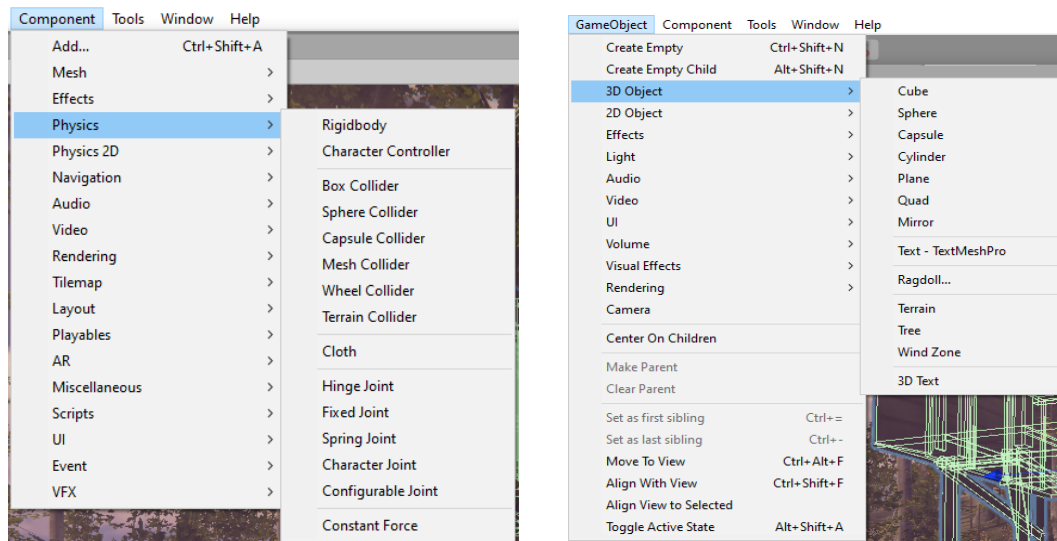 Component Tools Window Help
Add... Ctrl+Shift+A
Mesh
Effects
Physics
Physics 2D
Navigation
Audio
Video
Rendering
Tilemap
Layout
Playables
AR
Miscellaneous
Scripts
UI
Event
VFX
Rigidbody
Character Controller
Box Collider
Sphere Collider
Capsule Collider
Mesh Collider
Wheel Collider
Terrain Collider
Cloth
Hinge Joint
Fixed Joint
Spring Joint
Character Joint
Configurable Joint
Constant Force
GameObject Component Tools Window Help
Create Empty Ctrl+Shift+N
Create Empty Child Alt+Shift+N
3D Object
2D Object
Effects
Light
Audio
Video
UI
Volume
Visual Effects
Rendering
Camera
Center On Children
Make Parent
Clear Parent
Set as first sibling Ctrl+=
Set as last sibling Ctrl+-
Move To View Ctrl+Alt+F
Align With View Ctrl+Shift+F
Align View to Selected
Toggle Active State Alt+Shift+A
Cube
Sphere
Capsule
Cylinder
Plane
Quad
Mirror
Text - TextMeshPro
Ragdoll...
Terrain
Tree
Wind Zone
3D Text